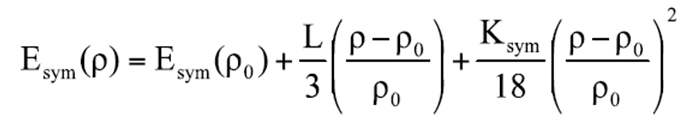 E_sym(ρ) = E_sym(ρ_0) + L/3 ((ρ−ρ_0)/ρ_0) + K_sym/18 ((ρ−ρ_0)/ρ_0)^2